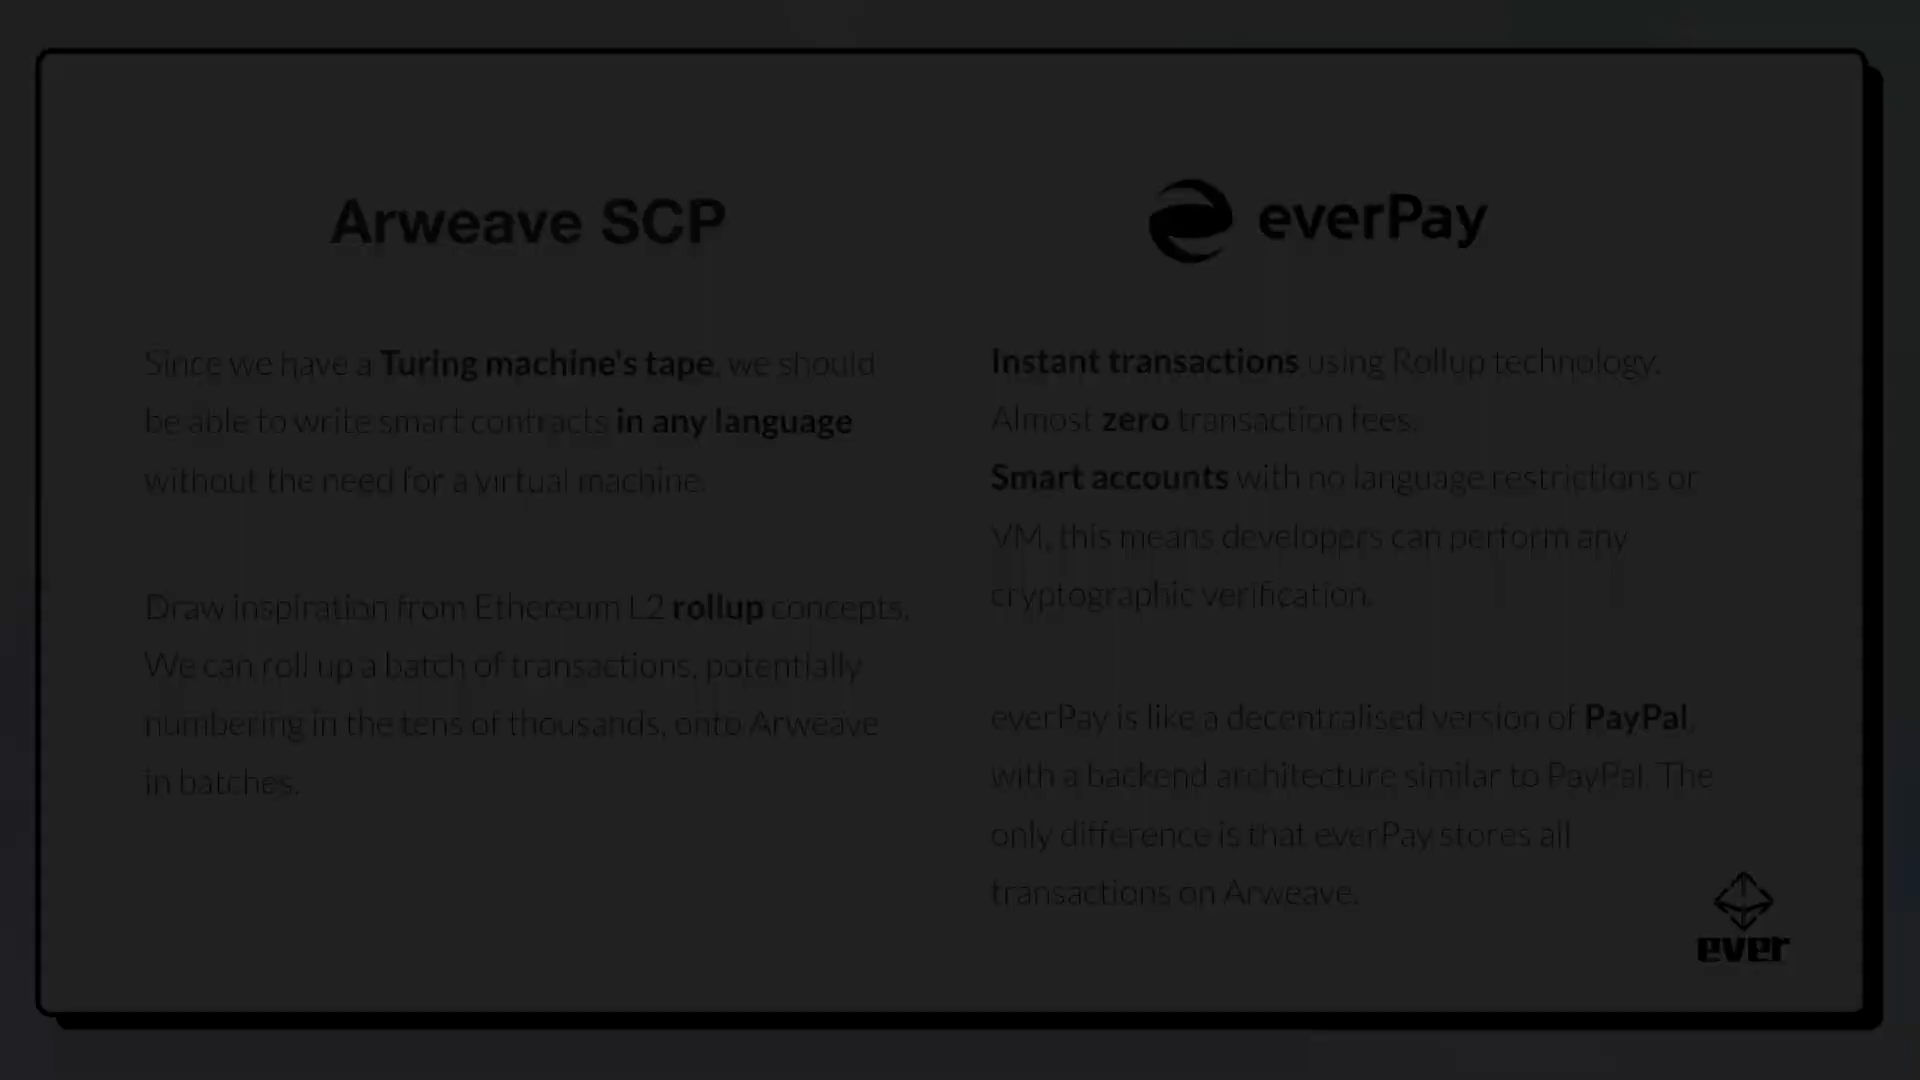 Arweave SCP
Since we have a Turing machine's tape, we should
be able to write smart contracts in any language
without the need for a virtual machine.
Draw inspiration from Ethereum L2 rollup concepts,
We can roll up a batch of transactions, potentially
numbering in the tens of thousands, onto Arweave
in batches.
everPay
Instant transactions using Rollup technology.
Almost zero transaction fees.
Smart accounts with no language restrictions or
VM, this means developers can perform any
cryptographic verification.
everPay is like a decentralised version of PayPal,
with a backend architecture similar to PayPal. The
only difference is that everPay stores all
transactions on Arweave.
ever